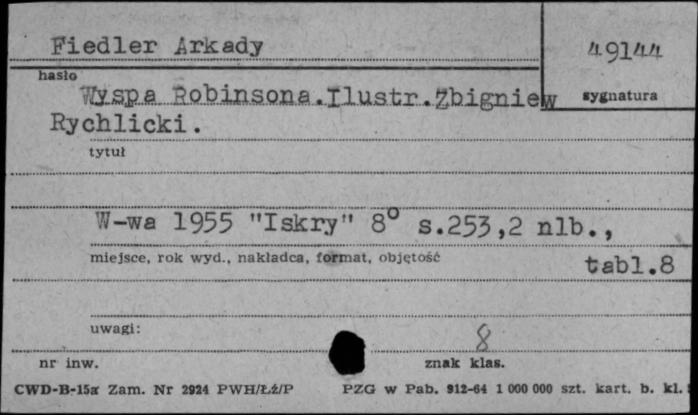 Fiedler Arkady
49144
hasło
sygnatura
Wyspa Robinsona.Ilustr.Zbigniew
Rychlicki.
tytuł
W-wa 1955 "Iskry" 8° s.253,2 nlb.,
miejsce, rok wyd., nakładca, format, objętość
tabl.8
uwagi:
8
nr inw.
znak klas.
CWD-B-15a Zam. Nr 2924 PWH/Łż/P
PZG w Pab. 912-64 1 000 000 szt. kart. b. kl.